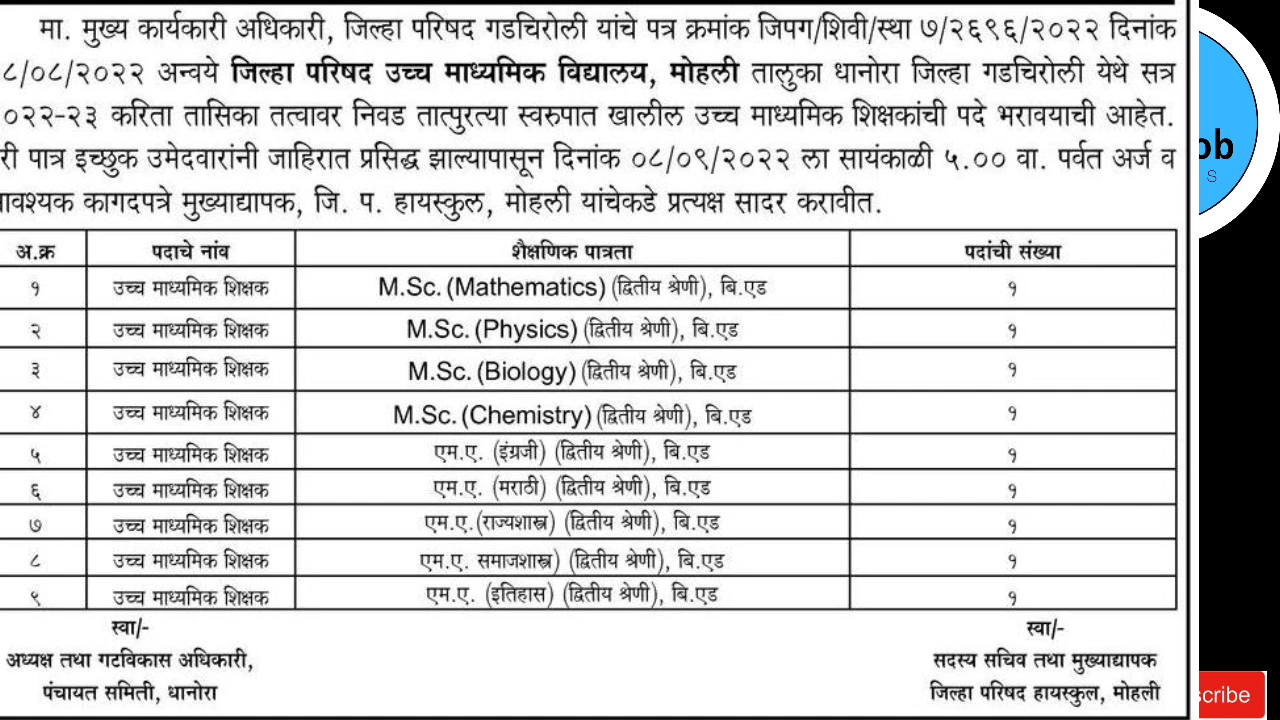 मा. मुख्य कार्यकारी अधिकारी, जिल्हा परिषद गडचिरोली यांचे पत्र क्रमांक जिपग/शिवी/स्था ७/२६९६/२०२२ दिनांक
८/०८/२०२२ अन्वये जिल्हा परिषद उच्च माध्यमिक विद्यालय, मोहली तालुका धानोरा जिल्हा गडचिरोली येथे सत्र
०२२-२३ करिता तासिका तत्वावर निवड तात्पुरत्या स्वरुपात खालील उच्च माध्यमिक शिक्षकांची पदे भरावयाची आहेत.
री पात्र इच्छुक उमेदवारांनी जाहिरात प्रसिद्ध झाल्यापासून दिनांक ०८/०९/२०२२ ला सायंकाळी ५.०० वा. पर्वत अर्ज व
ावश्यक कागदपत्रे मुख्याद्यापक, जि. प. हायस्कुल, मोहली यांचेकडे प्रत्यक्ष सादर करावीत.
अ.क्र पदाचे नांव शैक्षणिक पात्रता पदांची संख्या
१ उच्च माध्यमिक शिक्षक M.Sc. (Mathematics) (द्वितीय श्रेणी), बि.एड १
२ उच्च माध्यमिक शिक्षक M.Sc. (Physics) (द्वितीय श्रेणी), बि.एड १
३ उच्च माध्यमिक शिक्षक M.Sc. (Biology) (द्वितीय श्रेणी), बि.एड १
४ उच्च माध्यमिक शिक्षक M.Sc. (Chemistry) (द्वितीय श्रेणी), बि.एड १
५ उच्च माध्यमिक शिक्षक एम.ए. (इंग्रजी) (द्वितीय श्रेणी), बि.एड १
६ उच्च माध्यमिक शिक्षक एम.ए. (मराठी) (द्वितीय श्रेणी), बि.एड १
७ उच्च माध्यमिक शिक्षक एम.ए.(राज्यशास्त्र) (द्वितीय श्रेणी), बि.एड १
८ उच्च माध्यमिक शिक्षक एम.ए. समाजशास्त्र) (द्वितीय श्रेणी), बि.एड १
९ उच्च माध्यमिक शिक्षक एम.ए. (इतिहास) (द्वितीय श्रेणी), बि.एड १
स्वा/- स्वा/-
अध्यक्ष तथा गटविकास अधिकारी, सदस्य सचिव तथा मुख्याद्यापक
पंचायत समिती, धानोरा जिल्हा परिषद हायस्कुल, मोहली
ob
S
scribe